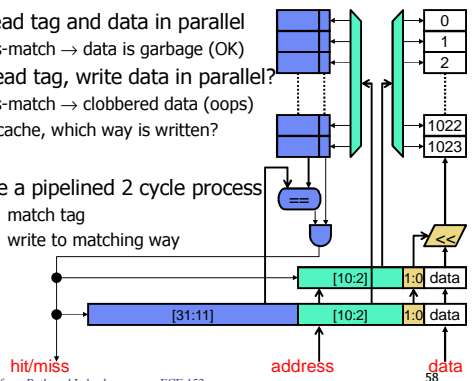 ead tag and data in parallel
s-match → data is garbage (OK)
ead tag, write data in parallel?
s-match → clobbered data (oops)
cache, which way is written?
e a pipelined 2 cycle process
match tag
write to matching way
0
1
2
1022
1023
==
<<
[10:2] 1:0 data
[31:11] [10:2] 1:0 data
hit/miss address data
58